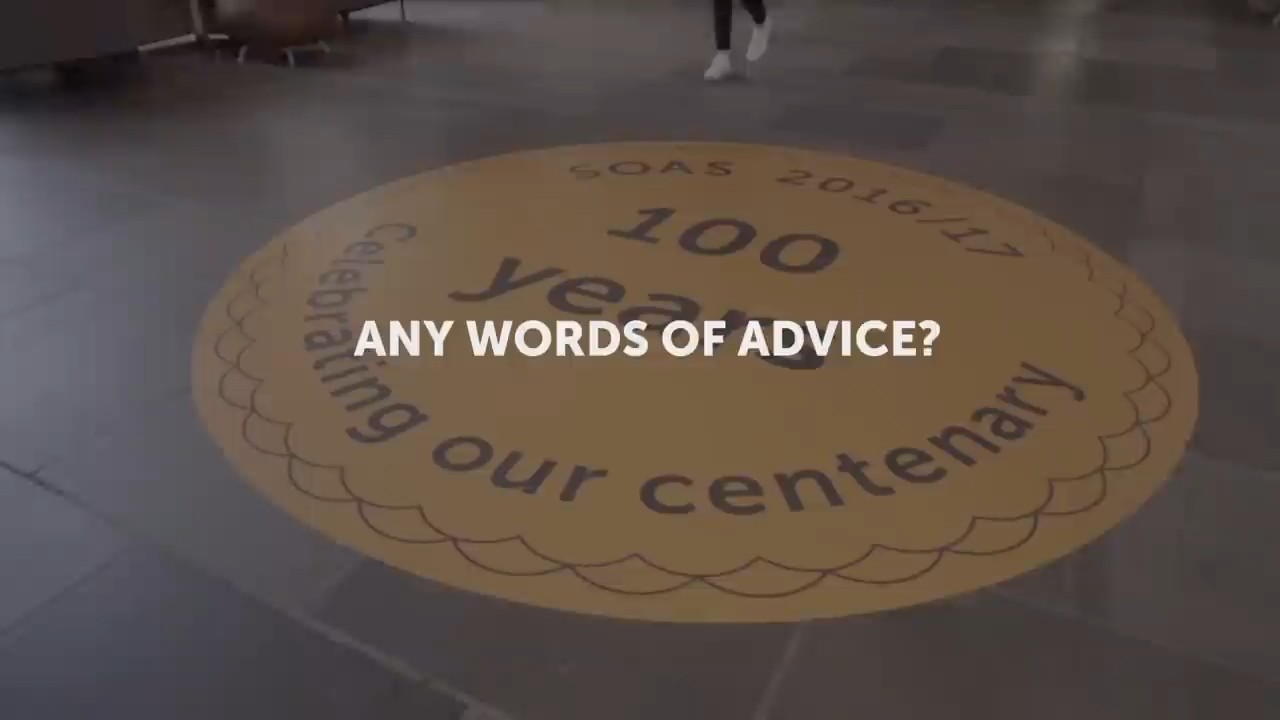 SOAS 2016/17
100
years
ANY WORDS OF ADVICE?
Celebrating our centenary